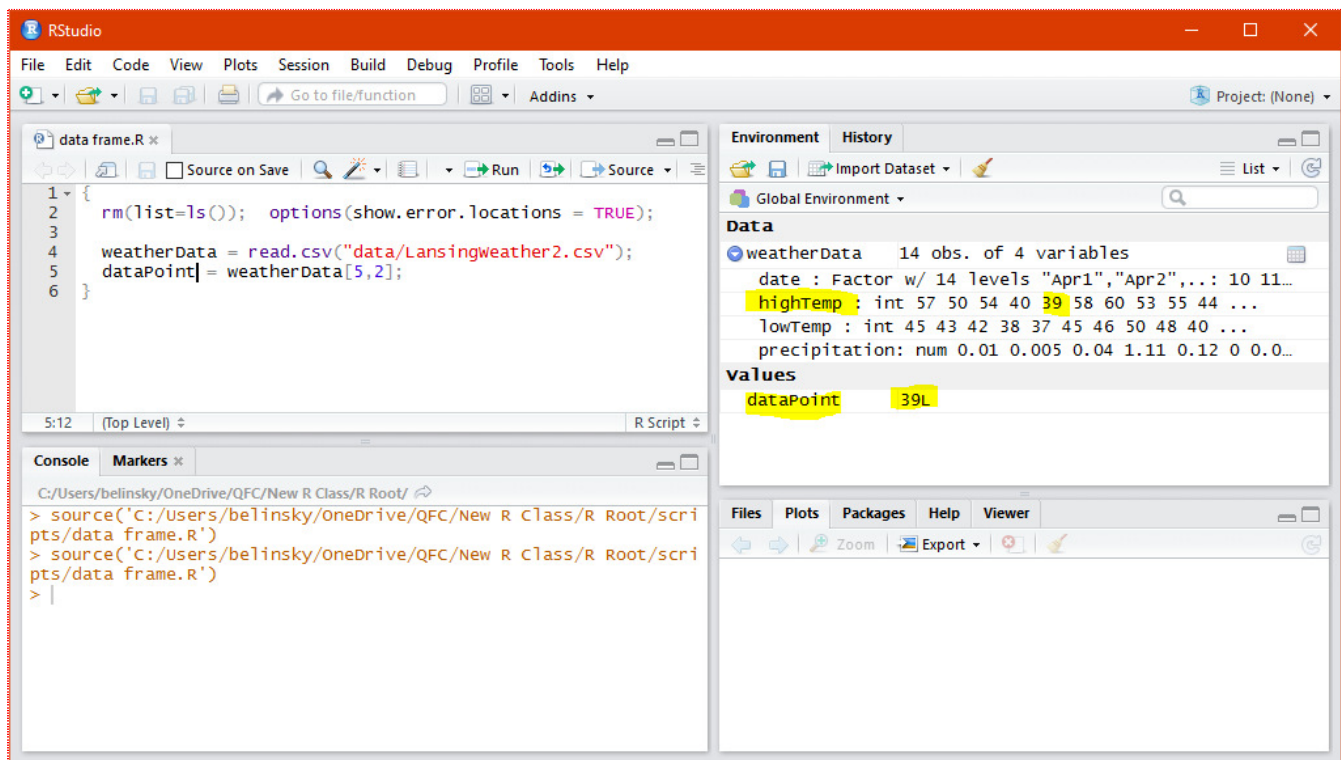 RStudio
File Edit Code View Plots Session Build Debug Profile Tools Help
Go to file/function Addins Project: (None)
data frame.R
Source on Save Run Source
1 {
2 rm(list=ls()); options(show.error.locations = TRUE);
3
4 weatherData = read.csv("data/LansingWeather2.csv");
5 dataPoint = weatherData[5,2];
6 }
5:12 (Top Level) R Script
Console Markers
C:/Users/belinsky/OneDrive/QFC/New R Class/R Root/
> source('C:/Users/belinsky/OneDrive/QFC/New R Class/R Root/scri
pts/data frame.R')
> source('C:/Users/belinsky/OneDrive/QFC/New R Class/R Root/scri
pts/data frame.R')
>
Environment History
Import Dataset List
Global Environment
Data
weatherData 14 obs. of 4 variables
date : Factor w/ 14 levels "Apr1","Apr2",..: 10 11…
highTemp : int 57 50 54 40 39 58 60 53 55 44 ...
lowTemp : int 45 43 42 38 37 45 46 50 48 40 ...
precipitation: num 0.01 0.005 0.04 1.11 0.12 0 0.0…
Values
dataPoint 39L
Files Plots Packages Help Viewer
Zoom Export